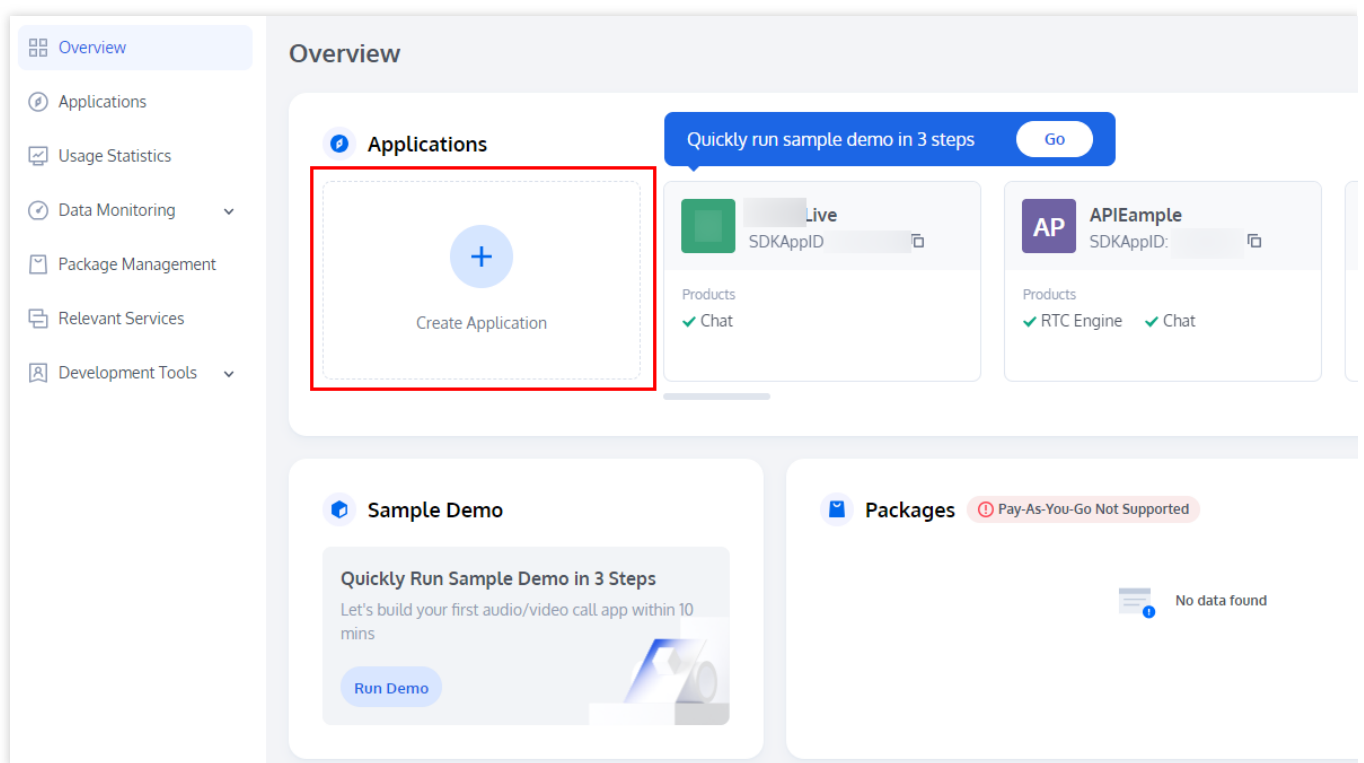 Overview
Applications
Usage Statistics
Data Monitoring
Package Management
Relevant Services
Development Tools
Overview
Applications
Quickly run sample demo in 3 steps
Go
Create Application
Live
SDKAppID
Products
Chat
AP
APIEample
SDKAppID:
Products
RTC Engine
Chat
Sample Demo
Quickly Run Sample Demo in 3 Steps
Let's build your first audio/video call app within 10
mins
Run Demo
Packages
Pay-As-You-Go Not Supported
No data found